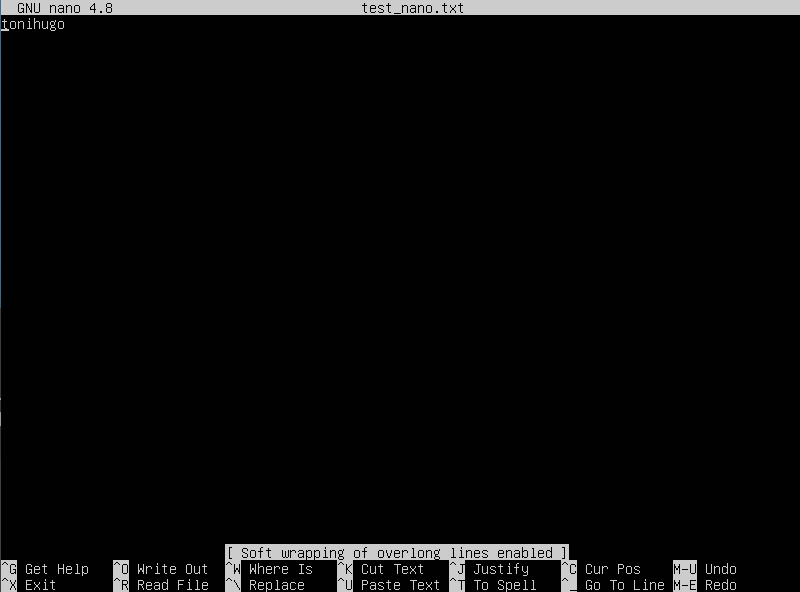 GNU nano 4.8 test_nano.txt
tonihugo
[ Soft wrapping of overlong lines enabled ]
^G Get Help ^O Write Out ^W Where Is ^K Cut Text ^J Justify ^C Cur Pos M-U Undo
^X Exit ^R Read File ^\ Replace ^U Paste Text ^T To Spell ^_ Go To Line M-E Redo